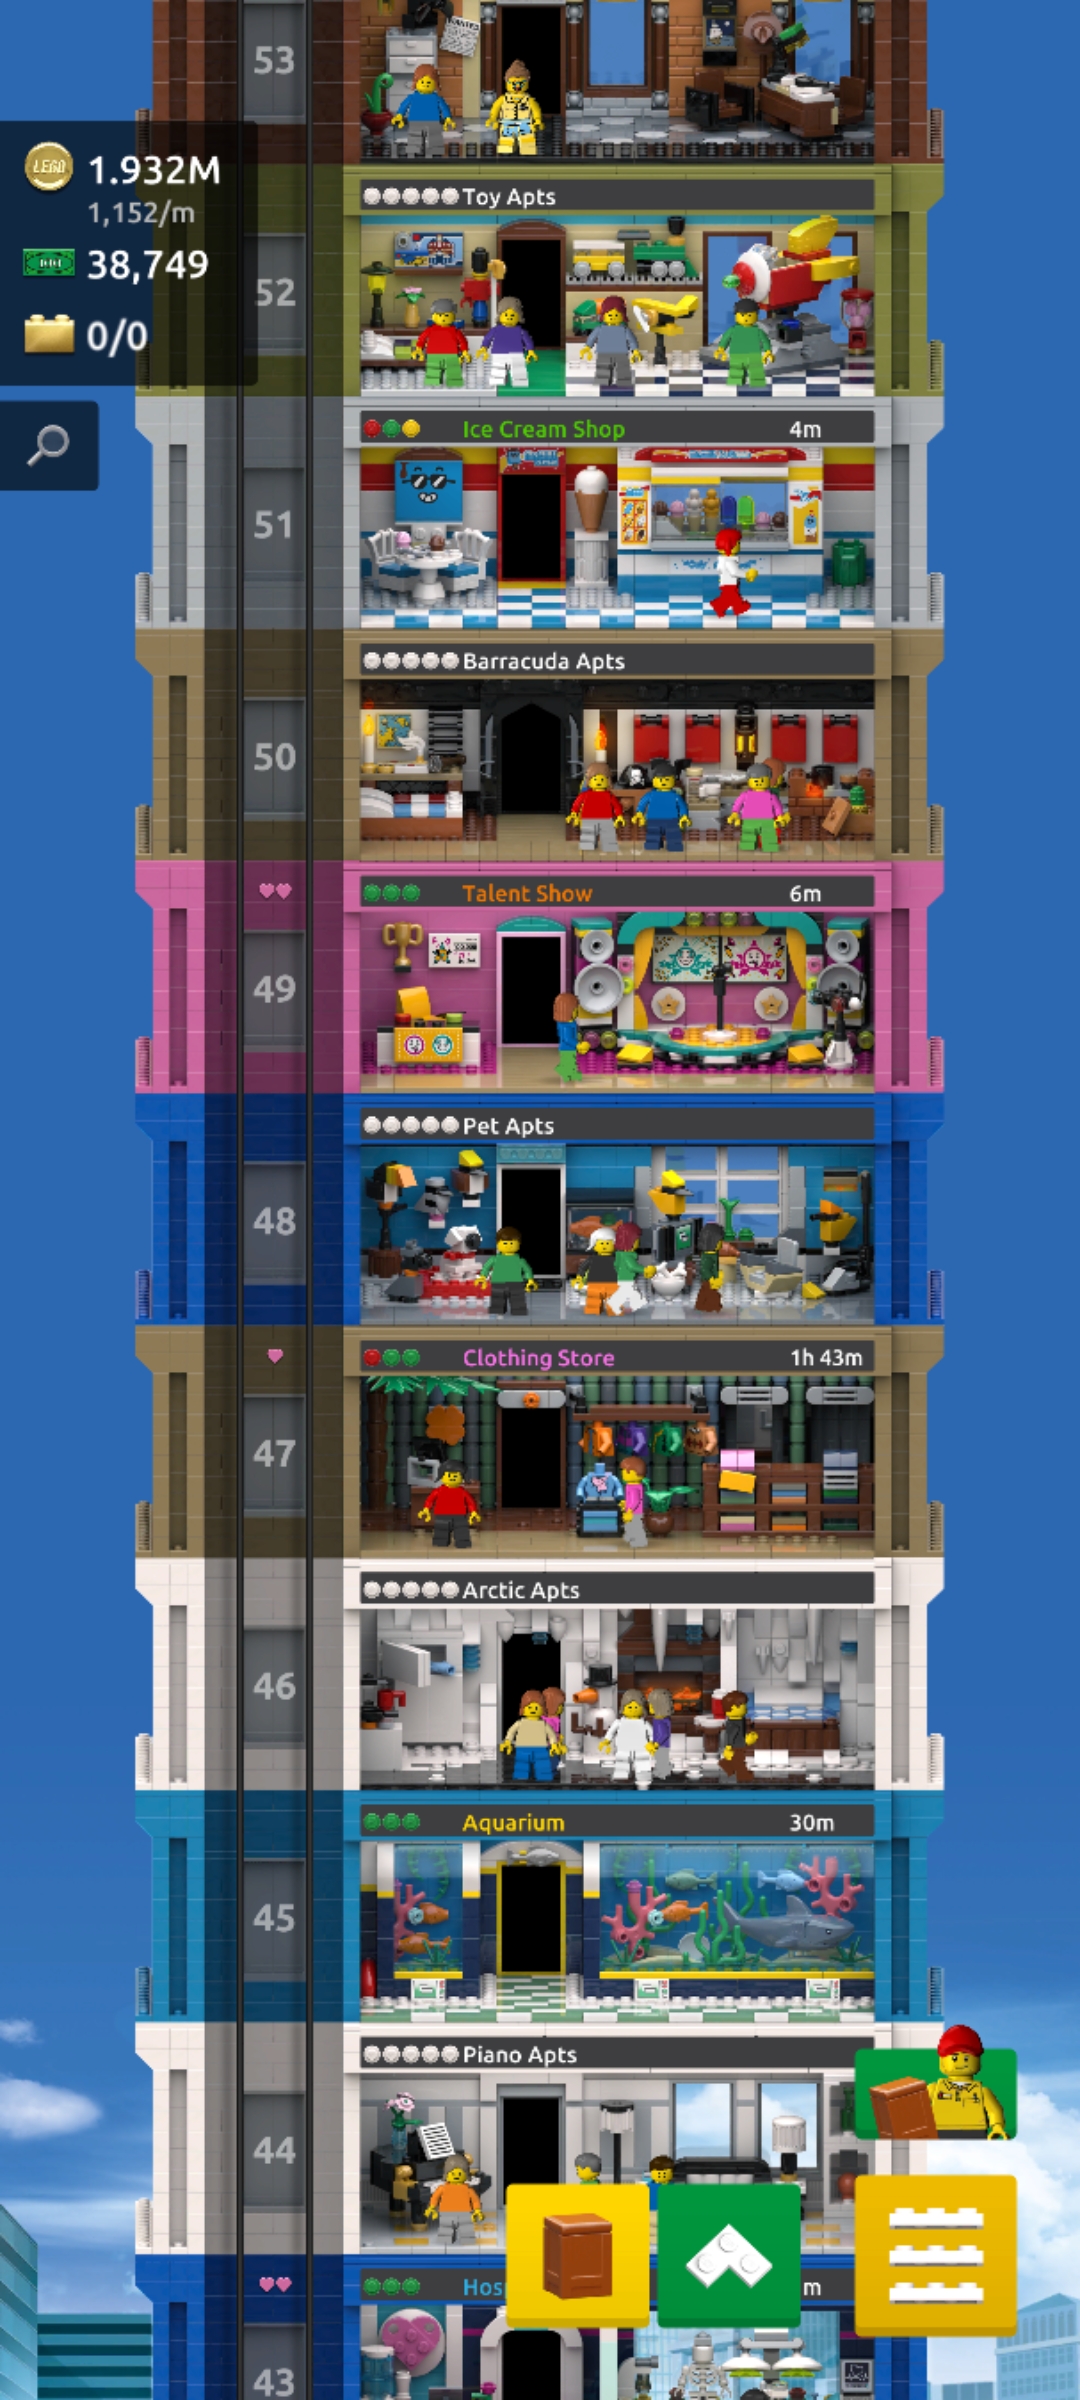 53
WANTED
LEGO
1.932M
1,152/m
38,749
0/0
Toy Apts
52
Ice Cream Shop 4m
51
Barracuda Apts
50
Talent Show 6m
49
Pet Apts
48
Clothing Store 1h 43m
47
Arctic Apts
46
Aquarium 30m
45
Piano Apts
44
Hos m
43